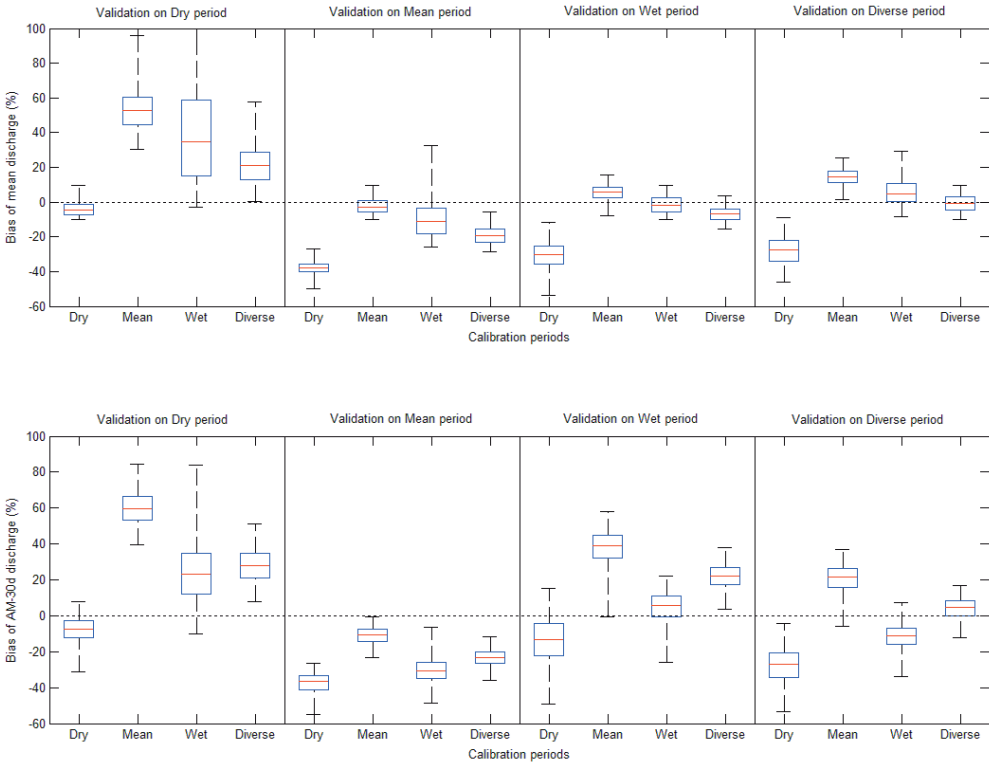 Validation on Dry period Validation on Mean period Validation on Wet period Validation on Diverse period
Bias of mean discharge (%)
100
80
60
40
20
0
-20
-40
-60
Dry Mean Wet Diverse Dry Mean Wet Diverse Dry Mean Wet Diverse Dry Mean Wet Diverse
Calibration periods
Validation on Dry period Validation on Mean period Validation on Wet period Validation on Diverse period
Bias of AM-30d discharge (%)
100
80
60
40
20
0
-20
-40
-60
Dry Mean Wet Diverse Dry Mean Wet Diverse Dry Mean Wet Diverse Dry Mean Wet Diverse
Calibration periods